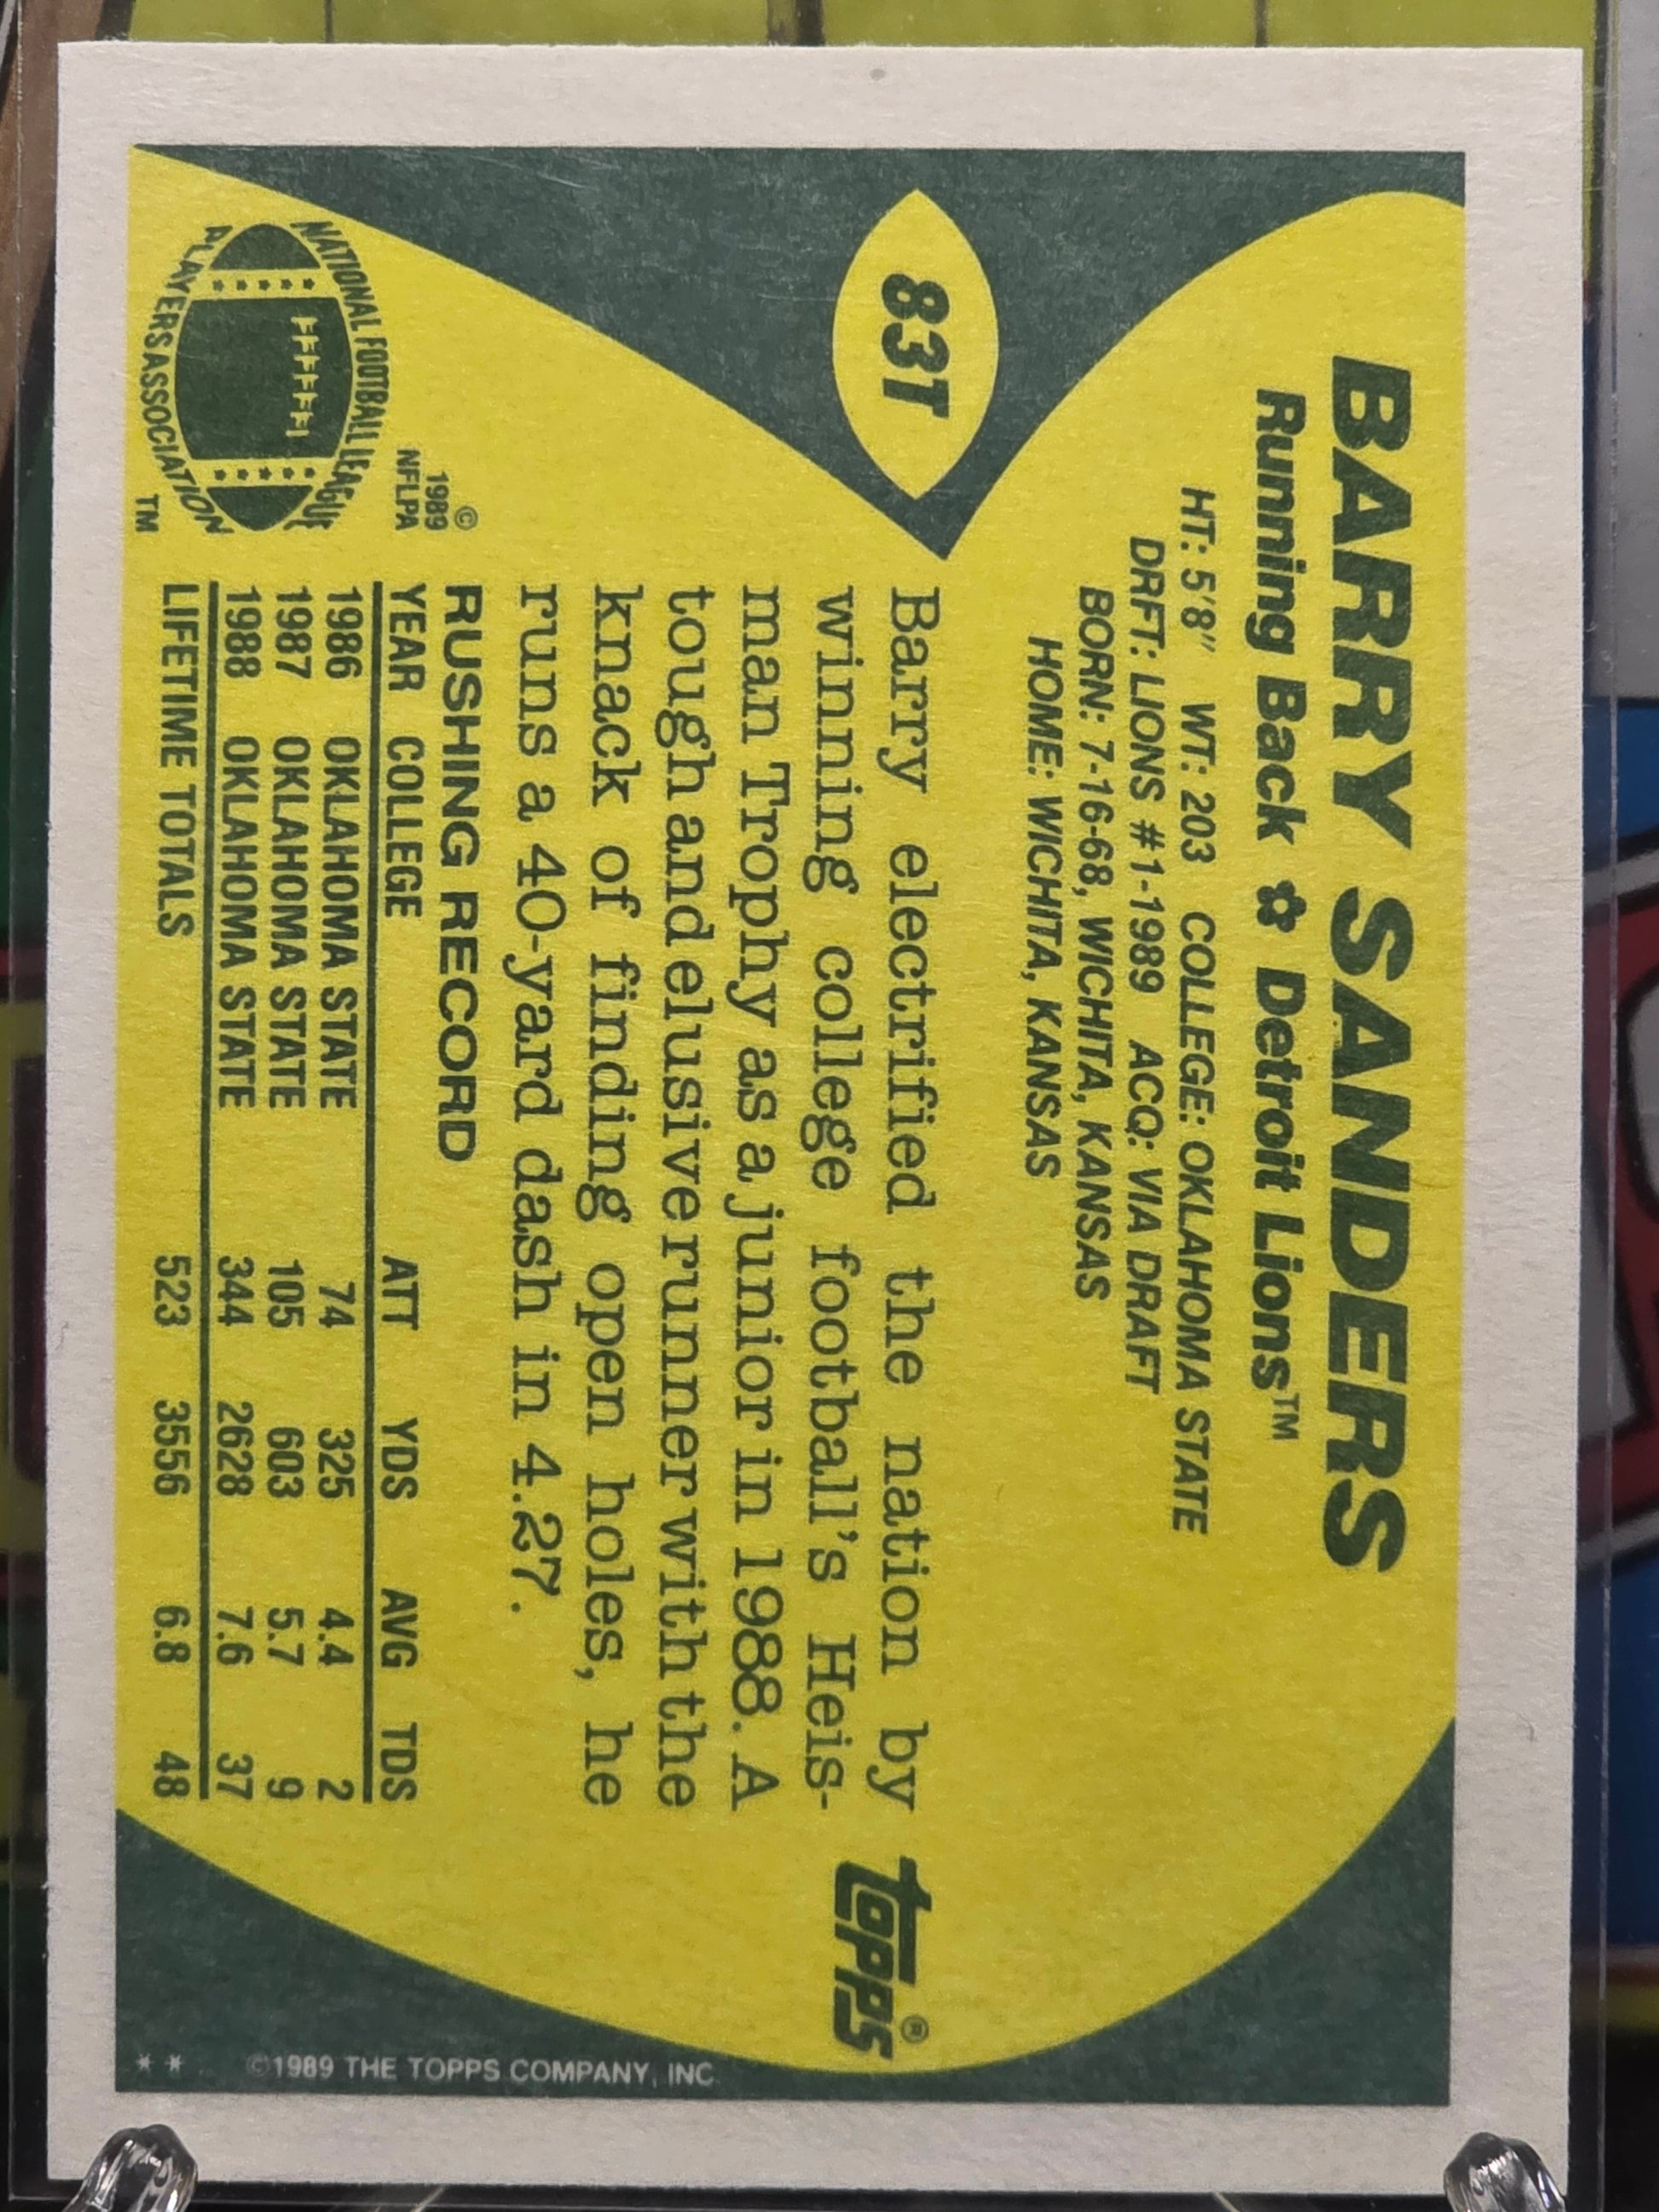 BARRY SANDERS
Running Back ✿ Detroit Lions™
HT: 5'8" WT: 203 COLLEGE: OKLAHOMA STATE
DRFT: LIONS #1-1989 ACQ: VIA DRAFT
BORN: 7-16-68, WICHITA, KANSAS
HOME: WICHITA, KANSAS
83T
Barry electrified the nation by
winning college football's Heis-
man Trophy as a junior in 1988. A
tough and elusive runner with the
knack of finding open holes, he
runs a 40-yard dash in 4.27.
TOPPS®
RUSHING RECORD
YEAR COLLEGE ATT YDS AVG TDS
1986 OKLAHOMA STATE 74 325 4.4 2
1987 OKLAHOMA STATE 105 603 5.7 9
1988 OKLAHOMA STATE 344 2628 7.6 37
LIFETIME TOTALS 523 3556 6.8 48
©
1989
NFLPA
NATIONAL FOOTBALL LEAGUE
PLAYERS ASSOCIATION
TM
** ©1989 THE TOPPS COMPANY, INC.